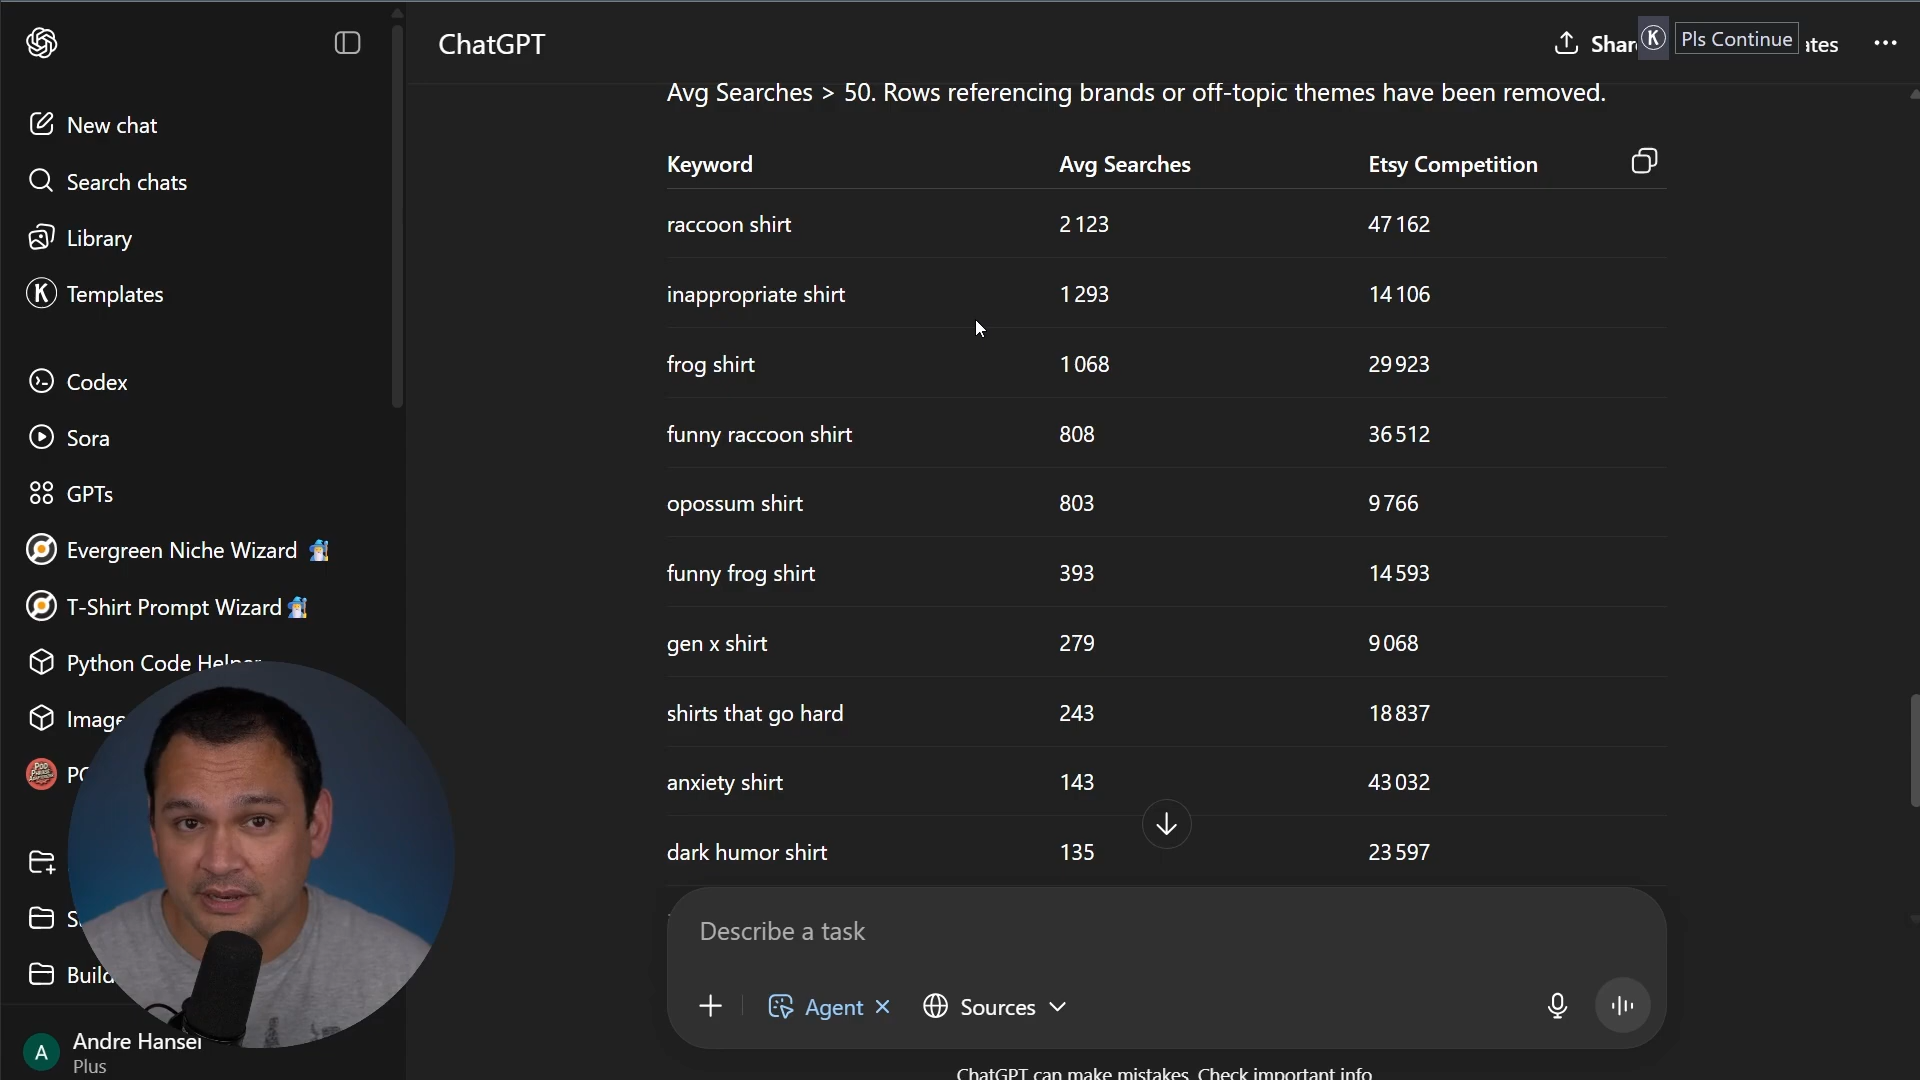 ChatGPT
Share
K
Pls Continue
New chat
Search chats
Library
K Templates
Codex
Sora
GPTs
Evergreen Niche Wizard
T-Shirt Prompt Wizard
Python Code Helper
Image
PO
S
Build
A
Andre Hansen
Plus
Avg Searches > 50. Rows referencing brands or off-topic themes have been removed.
Keyword Avg Searches Etsy Competition
raccoon shirt 2 123 47 162
inappropriate shirt 1 293 14 106
frog shirt 1 068 29 923
funny raccoon shirt 808 36 512
opossum shirt 803 9 766
funny frog shirt 393 14 593
gen x shirt 279 9 068
shirts that go hard 243 18 837
anxiety shirt 143 43 032
dark humor shirt 135 23 597
Describe a task
Agent Sources
ChatGPT can make mistakes. Check important info.